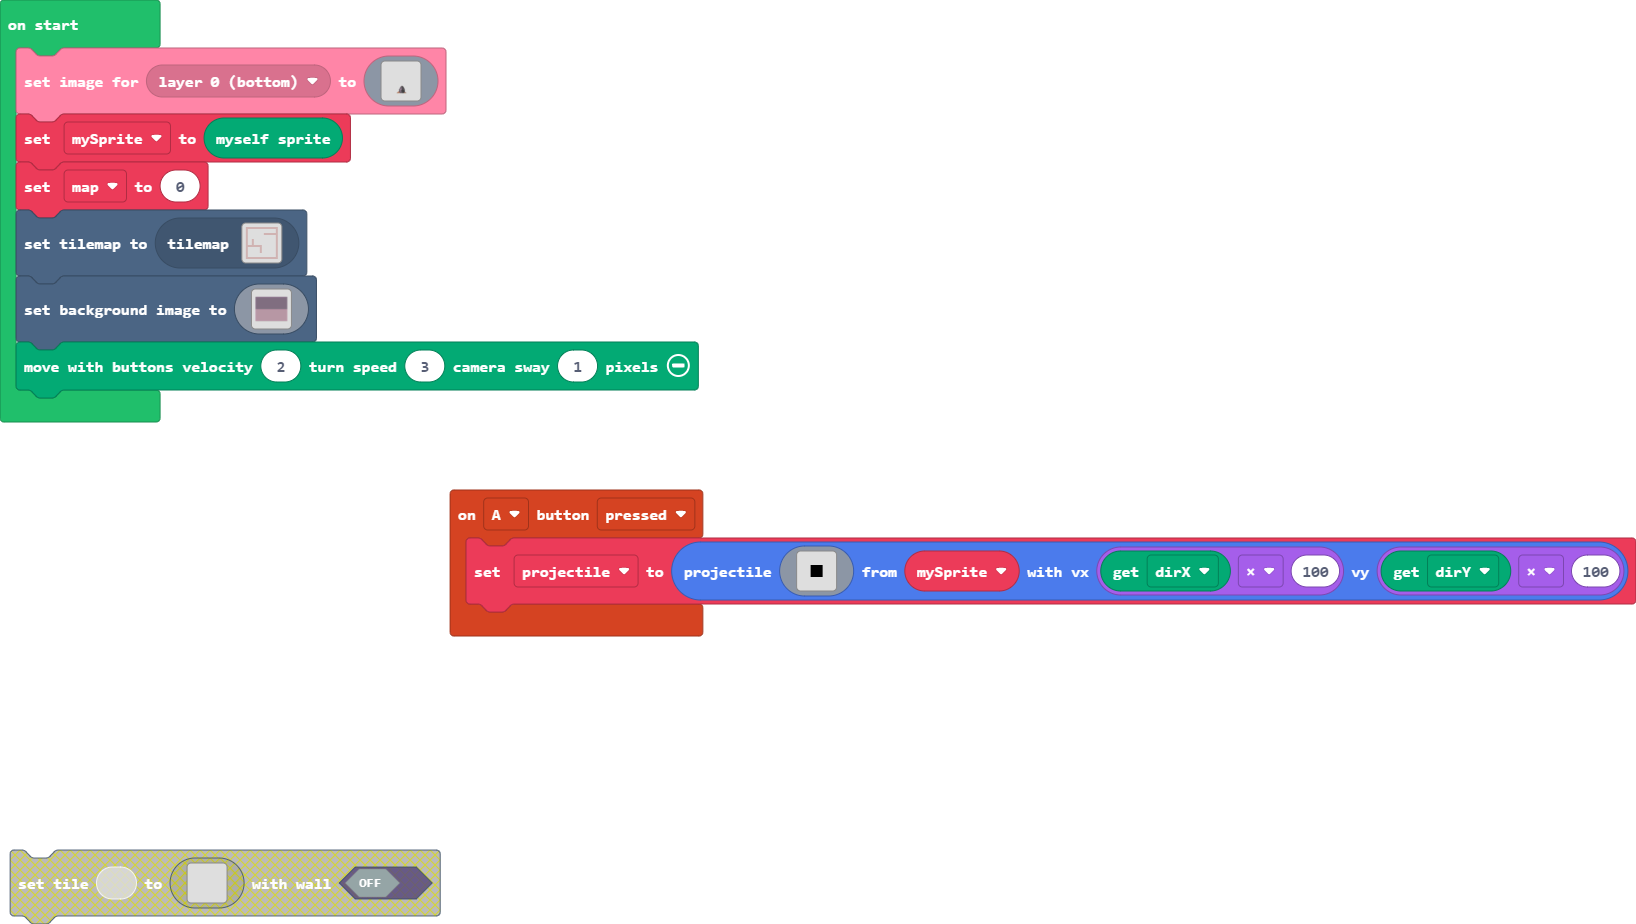 on start
set image for layer 0 (bottom) to
set mySprite to myself sprite
set map to 0
set tilemap to tilemap
set background image to
move with buttons velocity 2 turn speed 3 camera sway 1 pixels
on A button pressed
set projectile to projectile from mySprite with vx get dirX × 100 vy get dirY × 100
set tile to with wall OFF